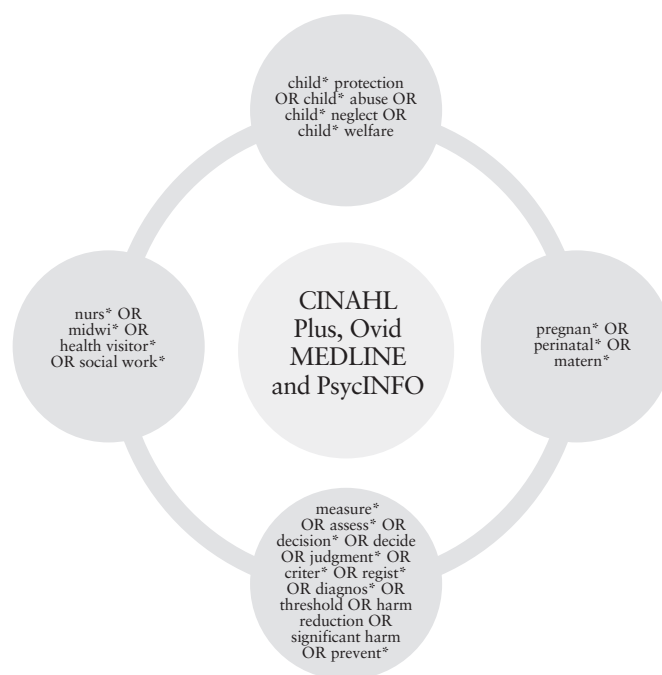 child* protection
OR child* abuse OR
child* neglect OR
child* welfare
nurs* OR
midwi* OR
health visitor*
OR social work*
CINAHL
Plus, Ovid
MEDLINE
and PsycINFO
pregnan* OR
perinatal* OR
matern*
measure*
OR assess* OR
decision* OR decide
OR judgment* OR
criter* OR regist*
OR diagnos* OR
threshold OR harm
reduction OR
significant harm
OR prevent*